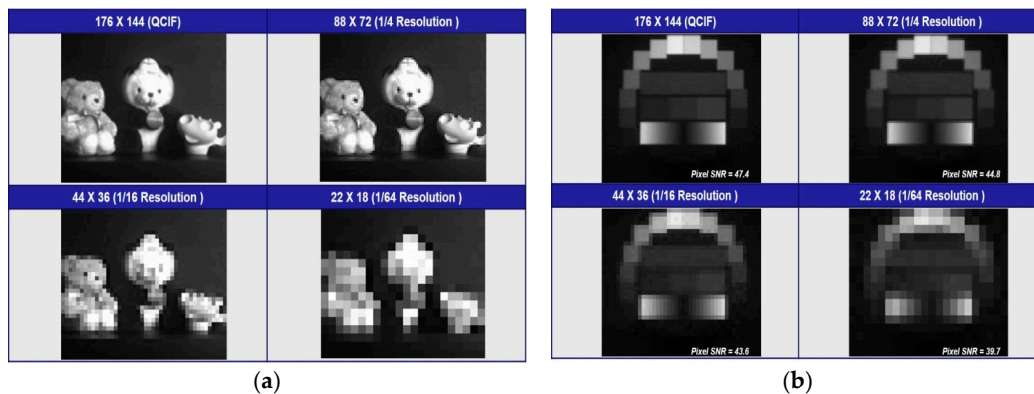 176 X 144 (QCIF)
88 X 72 (1/4 Resolution )
44 X 36 (1/16 Resolution )
22 X 18 (1/64 Resolution )
(a)
176 X 144 (QCIF)
88 X 72 (1/4 Resolution )
Pixel SNR = 47.4
Pixel SNR = 44.8
44 X 36 (1/16 Resolution )
22 X 18 (1/64 Resolution )
Pixel SNR = 43.6
Pixel SNR = 39.7
(b)